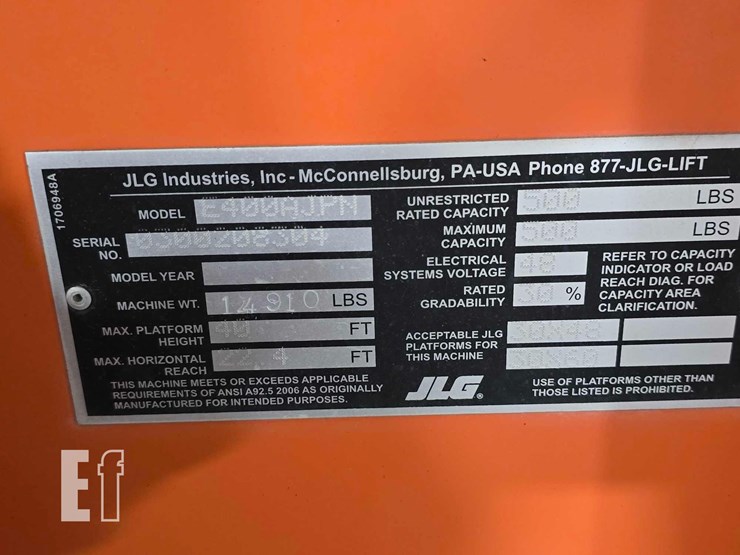 1706948A
JLG Industries, Inc - McConnellsburg, PA-USA Phone 877-JLG-LIFT
MODEL E400AJPN
SERIAL NO. 0300208304
MODEL YEAR
MACHINE WT. 14910 LBS
MAX. PLATFORM HEIGHT 40 FT
MAX. HORIZONTAL REACH 22.4 FT
THIS MACHINE MEETS OR EXCEEDS APPLICABLE
REQUIREMENTS OF ANSI A92.5 2006 AS ORIGINALLY
MANUFACTURED FOR INTENDED PURPOSES.
UNRESTRICTED RATED CAPACITY 500 LBS
MAXIMUM CAPACITY 500 LBS
ELECTRICAL SYSTEMS VOLTAGE 48
RATED GRADABILITY 30 %
REFER TO CAPACITY
INDICATOR OR LOAD
REACH DIAG. FOR
CAPACITY AREA
CLARIFICATION.
ACCEPTABLE JLG
PLATFORMS FOR
THIS MACHINE
30X48
30X60
JLG®
USE OF PLATFORMS OTHER THAN
THOSE LISTED IS PROHIBITED.
Ef